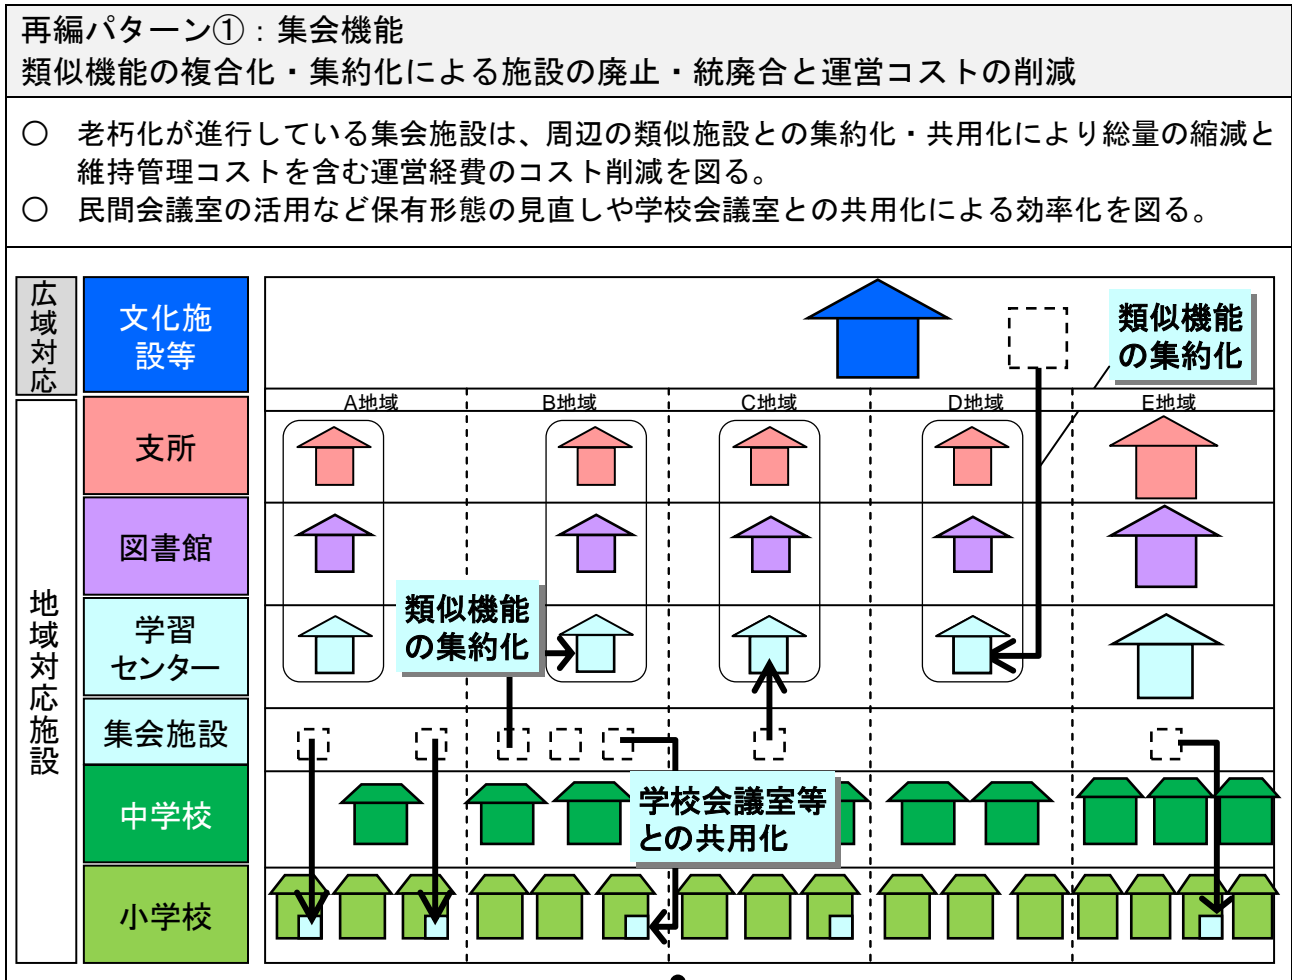 再編パターン①：集会機能
類似機能の複合化・集約化による施設の廃止・統廃合と運営コストの削減
○　老朽化が進行している集会施設は、周辺の類似施設との集約化・共用化により総量の縮減と
維持管理コストを含む運営経費のコスト削減を図る。
○　民間会議室の活用など保有形態の見直しや学校会議室との共用化による効率化を図る。
広域対応
文化施
設等
類似機能
の集約化
A地域
B地域
C地域
D地域
E地域
地域対応施設
支所
図書館
学習
センター
類似機能
の集約化
集会施設
中学校
学校会議室等
との共用化
小学校